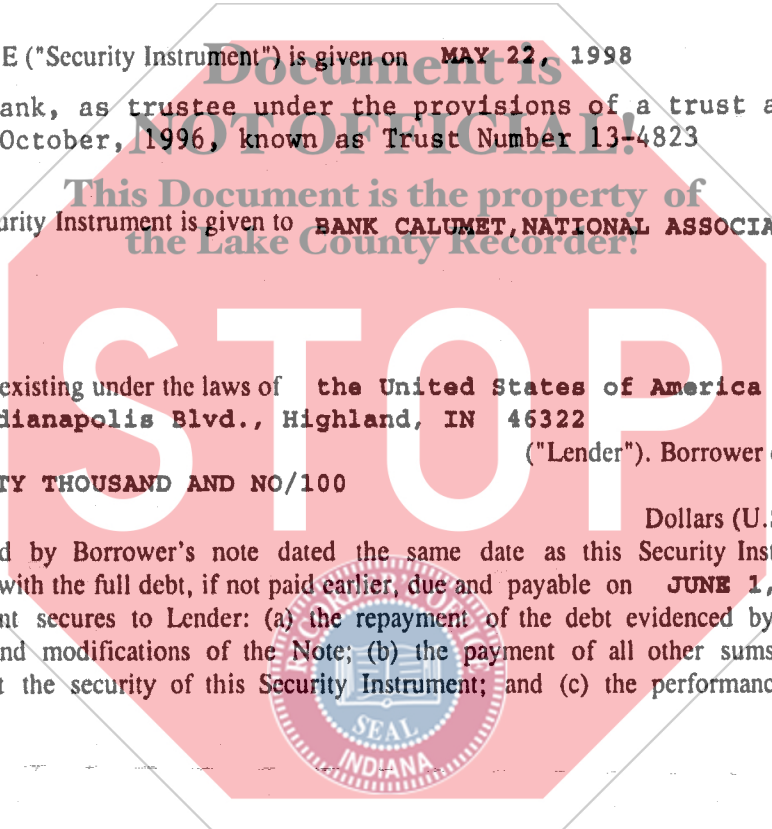 E ("Security Instrument") is given on MAY 22, 1998
Document is
ank, as trustee under the provisions of a trust a
October, 1996, known as Trust Number 13-4823
NOT OFFICIAL!
This Document is the property of
urity Instrument is given to BANK CALUMET, NATIONAL ASSOCIA
the Lake County Recorder!
STOP
existing under the laws of the United States of America
dianapolis Blvd., Highland, IN 46322
("Lender"). Borrower
TY THOUSAND AND NO/100
Dollars (U.S
d by Borrower's note dated the same date as this Security Inst
with the full debt, if not paid earlier, due and payable on JUNE 1,
nt secures to Lender: (a) the repayment of the debt evidenced by
nd modifications of the Note; (b) the payment of all other sums
t the security of this Security Instrument; and (c) the performanc
RECORDER'S OFFICE
SEAL
INDIANA